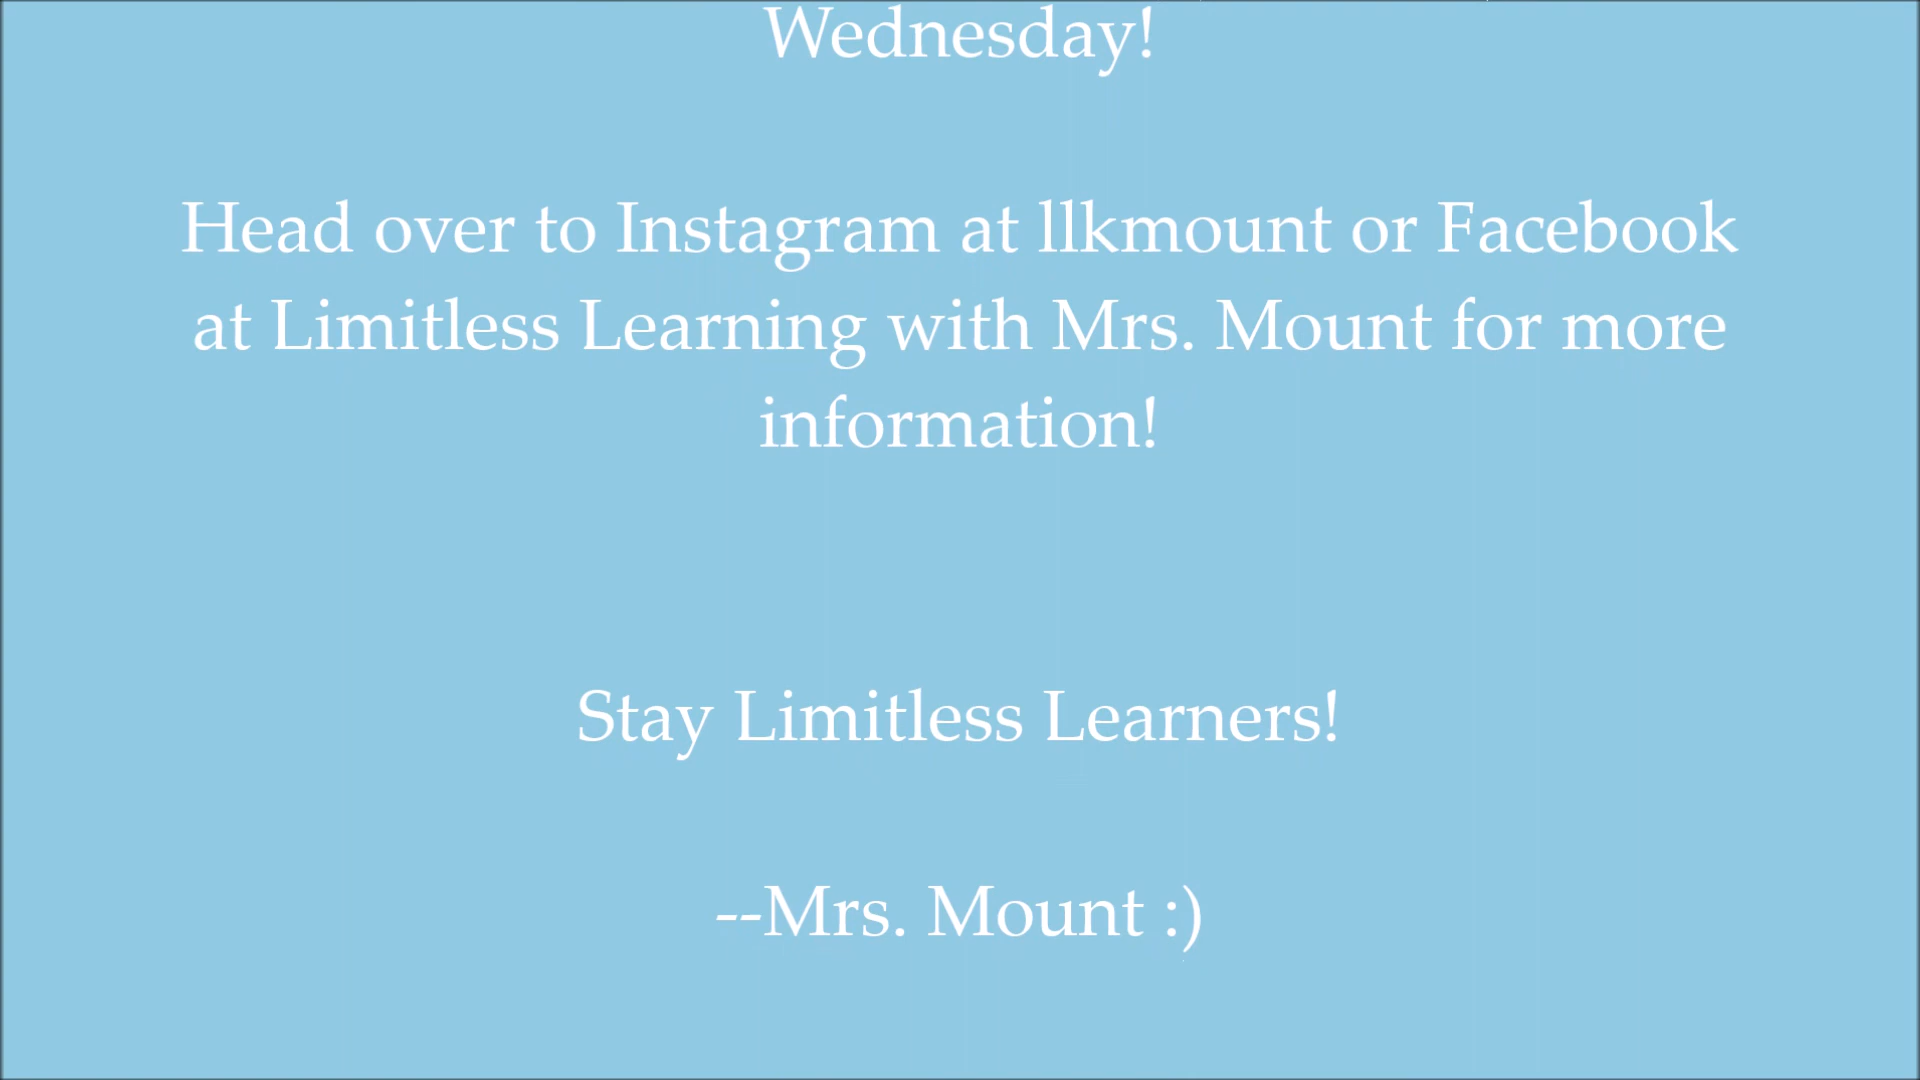 Wednesday!
Head over to Instagram at llkmount or Facebook
at Limitless Learning with Mrs. Mount for more
information!
Stay Limitless Learners!
--Mrs. Mount :)